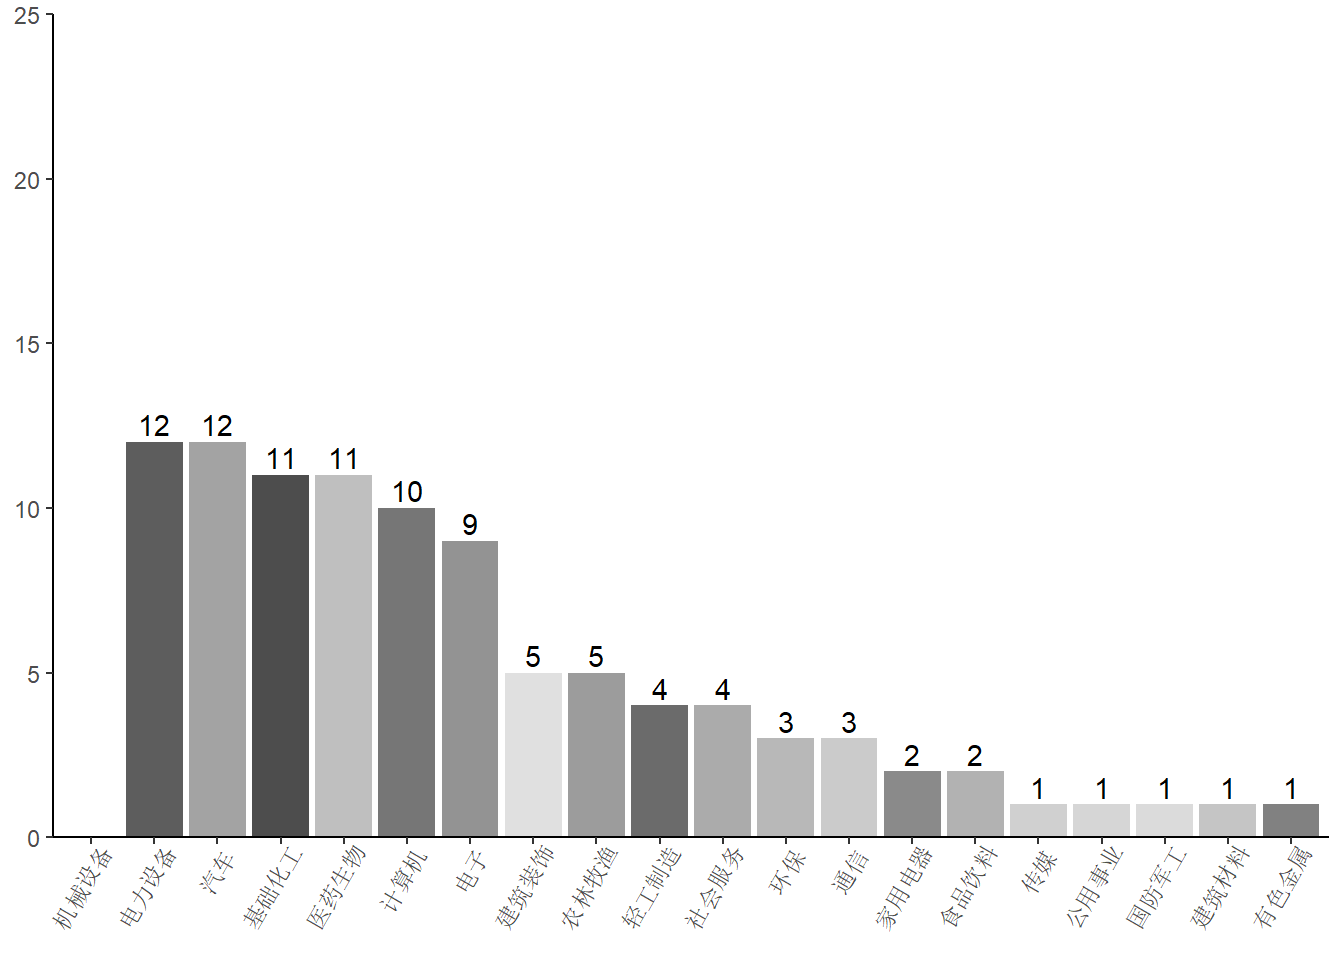 25
20
15
10
5
0
12
12
11
11
10
9
5
5
4
4
3
3
2
2
1
1
1
1
1
机械设备
电力设备
汽车
基础化工
医药生物
计算机
电子
建筑装饰
农林牧渔
轻工制造
社会服务
环保
通信
家用电器
食品饮料
传媒
公用事业
国防军工
建筑材料
有色金属